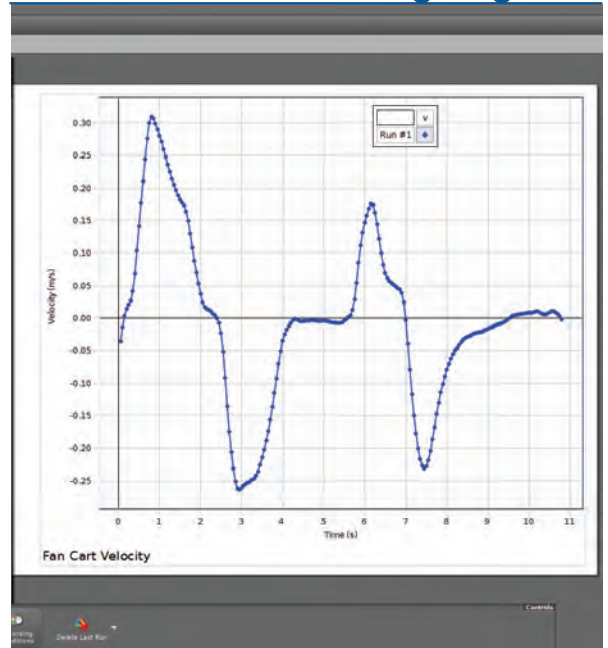 v
Run #1
0.30
0.25
0.20
0.15
0.10
0.05
0.00
-0.05
-0.10
-0.15
-0.20
-0.25
Velocity (m/s)
0 1 2 3 4 5 6 7 8 9 10 11
Time (s)
Fan Cart Velocity
Controls
Delete Last Run